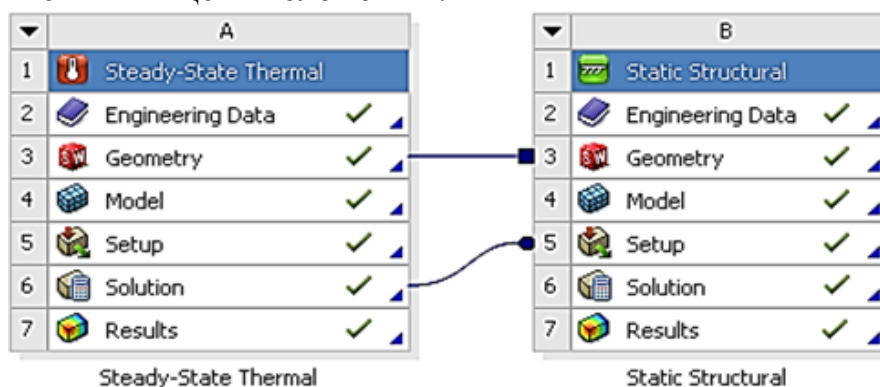 A
1 Steady-State Thermal
2 Engineering Data
3 Geometry
4 Model
5 Setup
6 Solution
7 Results
Steady-State Thermal
B
1 Static Structural
2 Engineering Data
3 Geometry
4 Model
5 Setup
6 Solution
7 Results
Static Structural